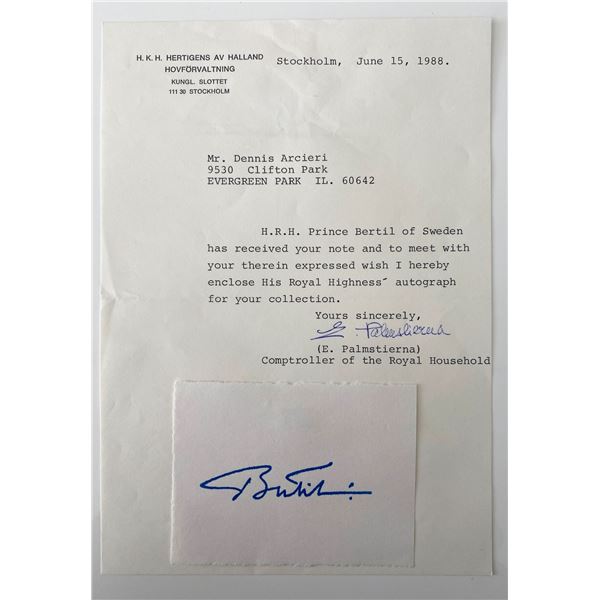 H. K. H. HERTIGENS AV HALLAND
HOVFÖRVALTNING
KUNGL. SLOTTET
111 30 STOCKHOLM
Stockholm, June 15, 1988.
Mr. Dennis Arcieri
9530 Clifton Park
EVERGREEN PARK IL. 60642
H.R.H. Prince Bertil of Sweden
has received your note and to meet with
your therein expressed wish I hereby
enclose His Royal Highness´ autograph
for your collection.
Yours sincerely,
E. Palmstierna
(E. Palmstierna)
Comptroller of the Royal Household
Bertil